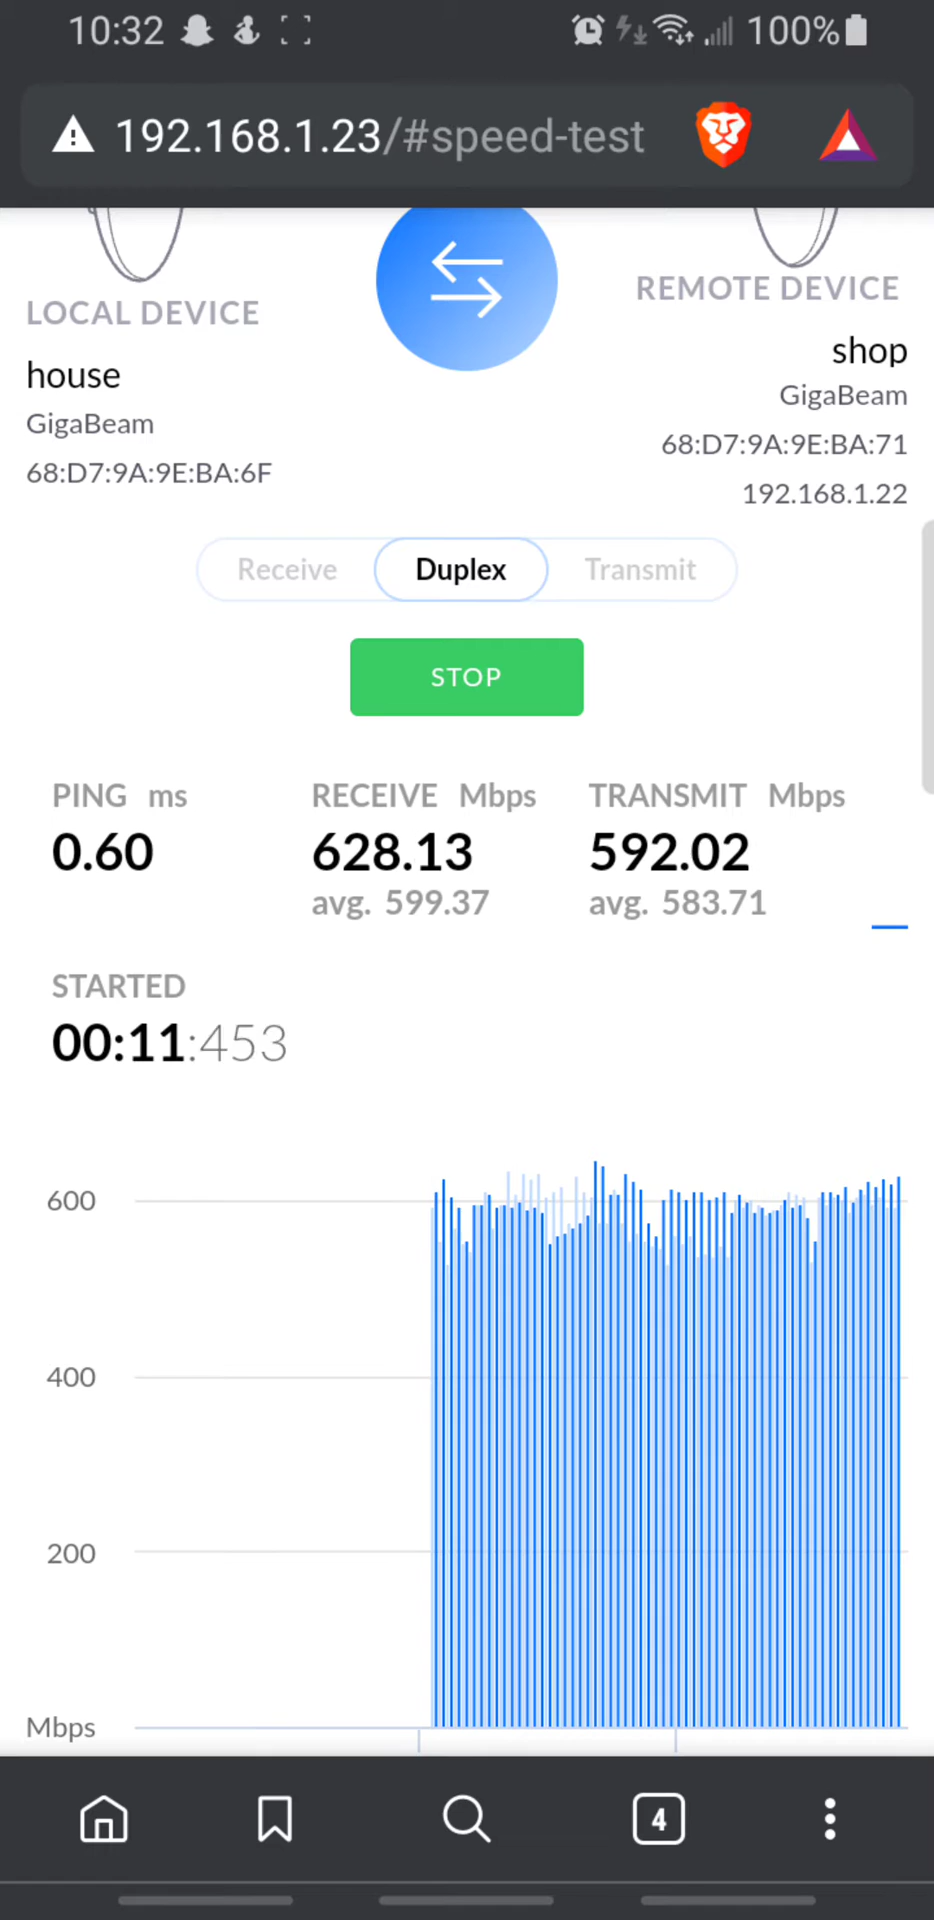 10:32 100%
192.168.1.23/#speed-test
LOCAL DEVICE
house
GigaBeam
68:D7:9A:9E:BA:6F
REMOTE DEVICE
shop
GigaBeam
68:D7:9A:9E:BA:71
192.168.1.22
Receive Duplex Transmit
STOP
PING ms RECEIVE Mbps TRANSMIT Mbps
0.60 628.13 592.02
avg. 599.37 avg. 583.71
STARTED
00:11:453
600
400
200
Mbps
4